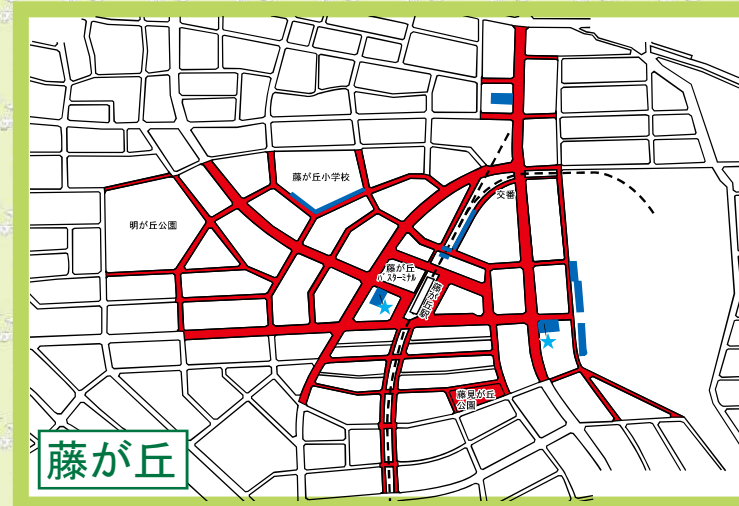 藤が丘小学校
交番
明が丘公園
藤が丘
バスターミナル
藤が丘駅
藤見が丘
公園
藤が丘